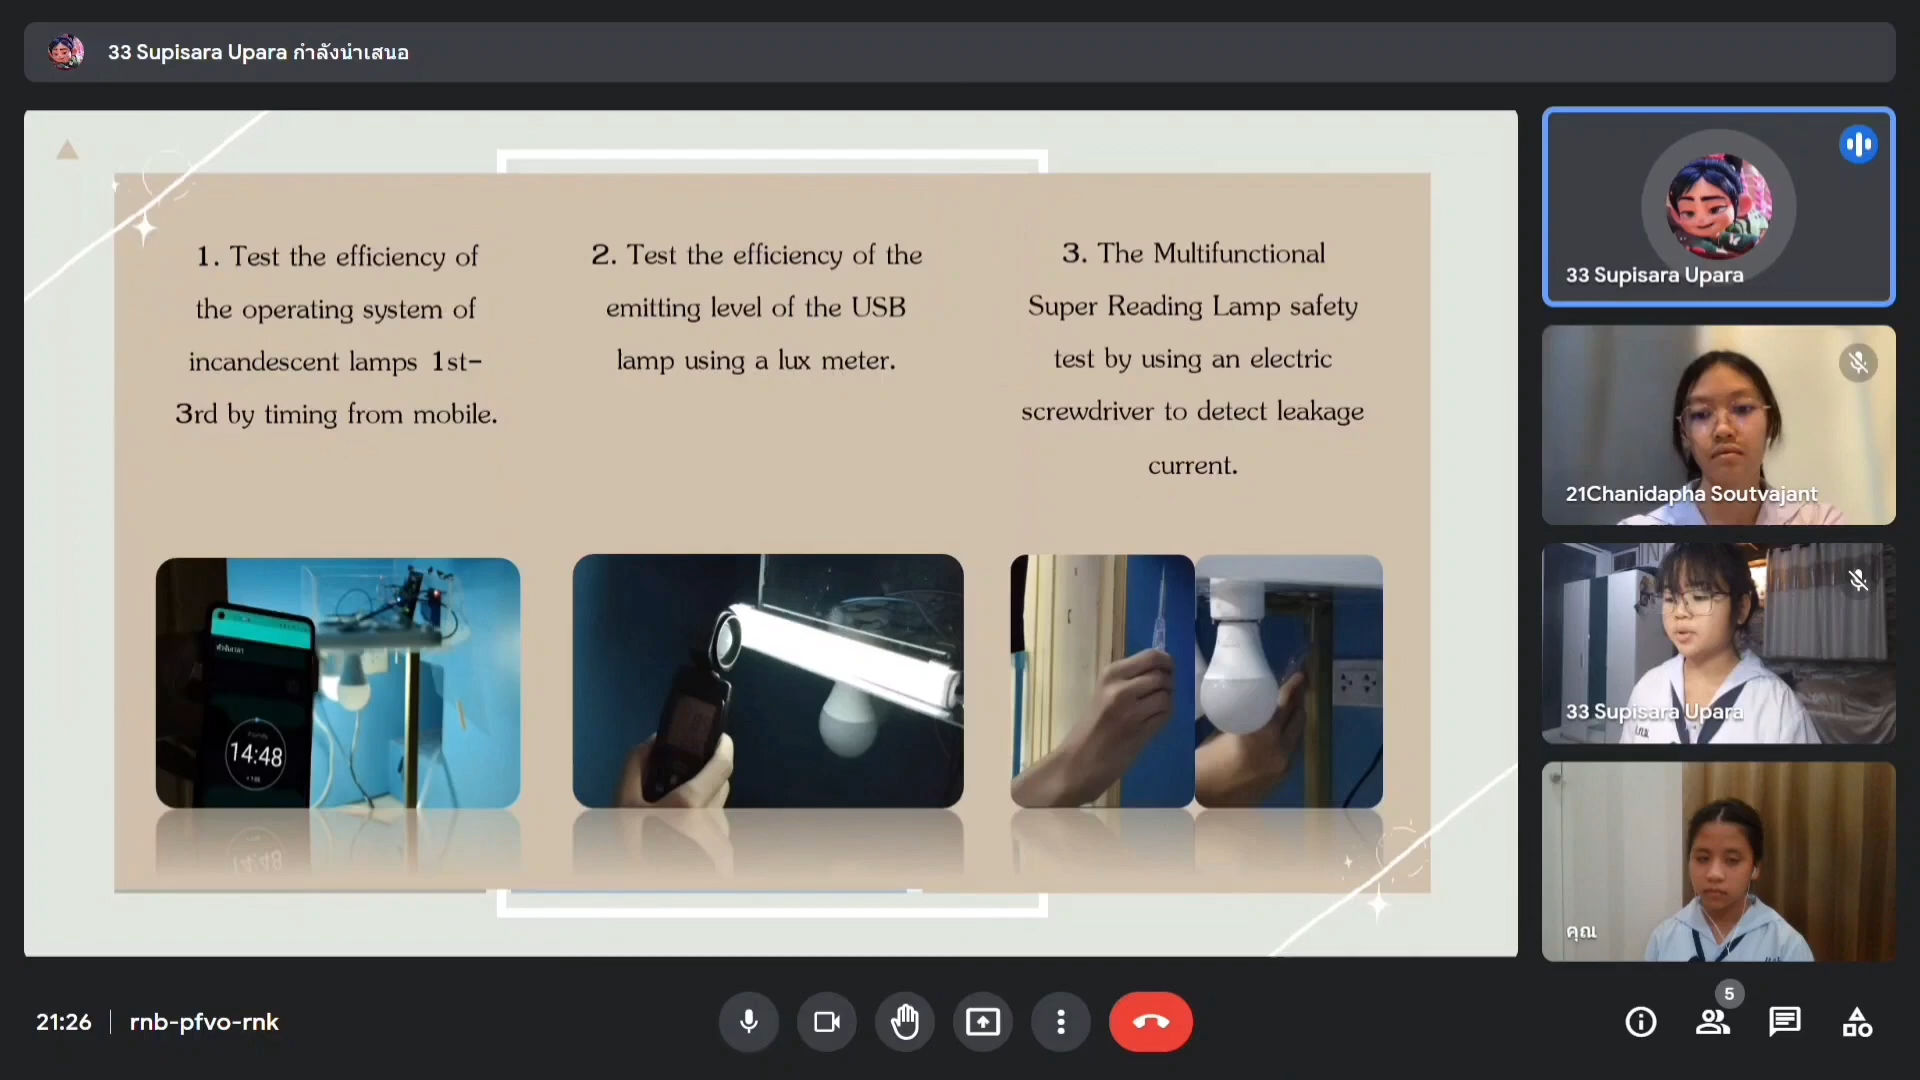 33 Supisara Upara กำลังนำเสนอ
1. Test the efficiency of
the operating system of
incandescent lamps 1st-
3rd by timing from mobile.
2. Test the efficiency of the
emitting level of the USB
lamp using a lux meter.
3. The Multifunctional
Super Reading Lamp safety
test by using an electric
screwdriver to detect leakage
current.
14:48
33 Supisara Upara
21Chanidapha Soutvajant
33 Supisara Upara
คุณ
21:26
rnb-pfvo-rnk
5